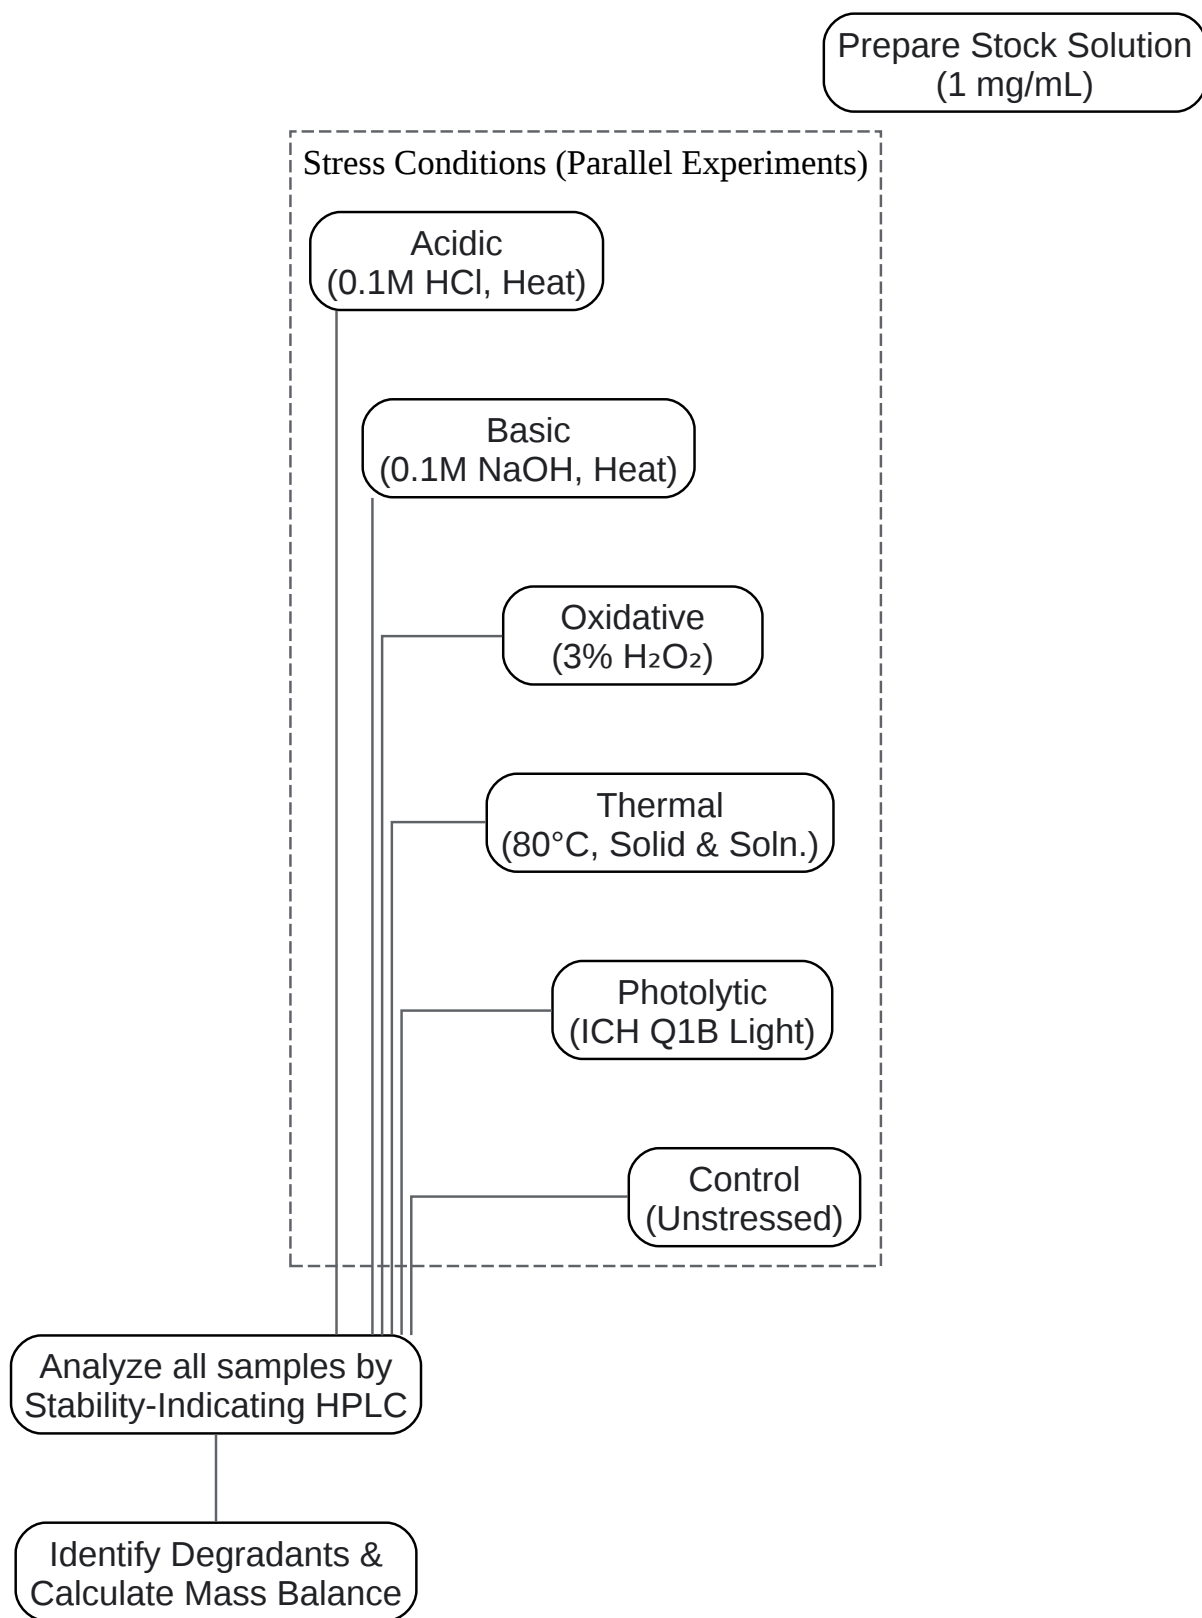 Prepare Stock Solution
(1 mg/mL)
Stress Conditions (Parallel Experiments)
Acidic
(0.1M HCl, Heat)
Basic
(0.1M NaOH, Heat)
Oxidative
(3% H₂O₂)
Thermal
(80°C, Solid & Soln.)
Photolytic
(ICH Q1B Light)
Control
(Unstressed)
Analyze all samples by
Stability-Indicating HPLC
Identify Degradants &
Calculate Mass Balance